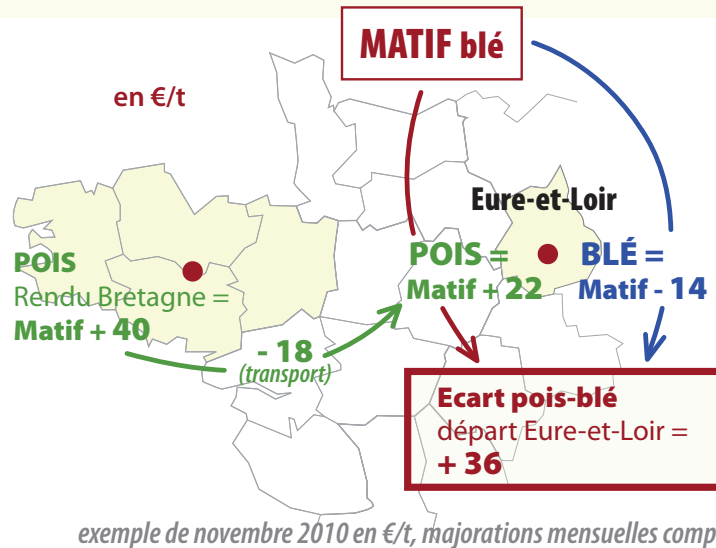 MATIF blé
en €/t
Eure-et-Loir
POIS
Rendu Bretagne =
Matif + 40
- 18
(transport)
POIS =
Matif + 22
BLÉ =
Matif - 14
Ecart pois-blé
départ Eure-et-Loir =
+ 36
exemple de novembre 2010 en €/t, majorations mensuelles comp